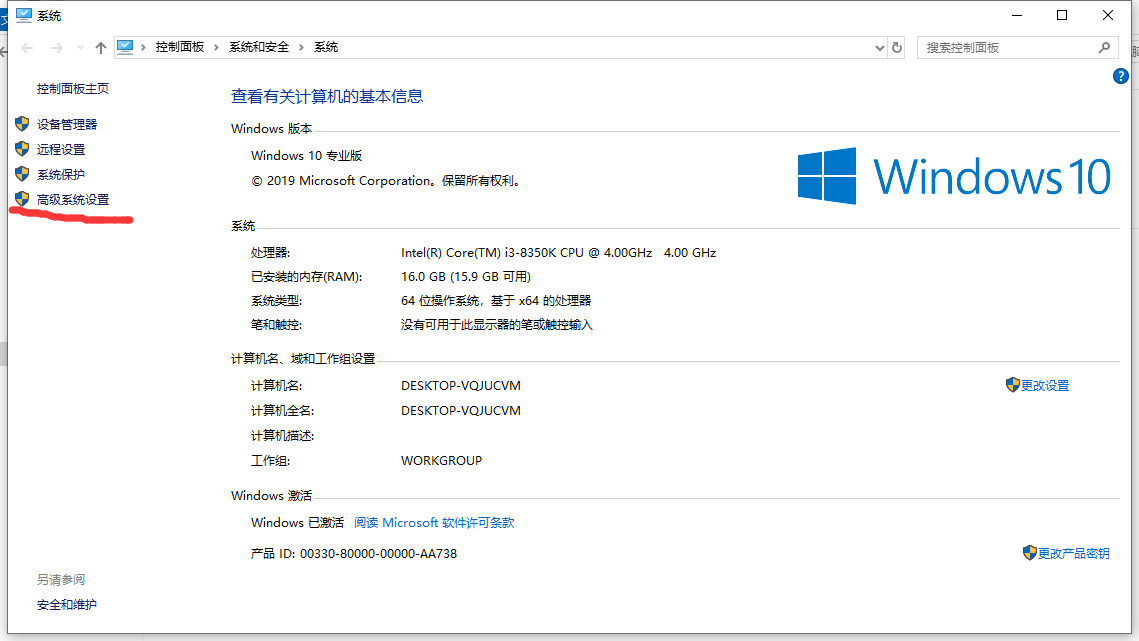 系统
控制面板 › 系统和安全 › 系统
搜索控制面板
控制面板主页
设备管理器
远程设置
系统保护
高级系统设置
查看有关计算机的基本信息
Windows 版本
Windows 10 专业版
© 2019 Microsoft Corporation。保留所有权利。
Windows 10
系统
处理器: Intel(R) Core(TM) i3-8350K CPU @ 4.00GHz 4.00 GHz
已安装的内存(RAM): 16.0 GB (15.9 GB 可用)
系统类型: 64 位操作系统，基于 x64 的处理器
笔和触控: 没有可用于此显示器的笔或触控输入
计算机名、域和工作组设置
计算机名: DESKTOP-VQJUCVM 更改设置
计算机全名: DESKTOP-VQJUCVM
计算机描述:
工作组: WORKGROUP
Windows 激活
Windows 已激活 阅读 Microsoft 软件许可条款
产品 ID: 00330-80000-00000-AA738 更改产品密钥
另请参阅
安全和维护